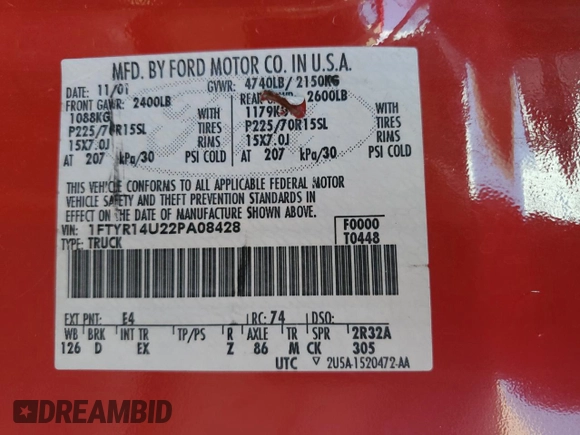 MFD. BY FORD MOTOR CO. IN U.S.A.
DATE: 11/01 GVWR: 4740LB/ 2150KG
FRONT GAWR: 2400LB REAR 2600LB
1088KG WITH 1179K WITH
P225/70R15SL TIRES P225/70R15SL TIRES
15X7.0J RIMS 15X7.0J RIMS
AT 207 kPa/30 PSI COLD AT 207 kPa/30 PSI COLD
THIS VEHICLE CONFORMS TO ALL APPLICABLE FEDERAL MOTOR
VEHICLE SAFETY AND THEFT PREVENTION STANDARDS IN
EFFECT ON THE DATE OF MANUFACTURE SHOWN ABOVE.
VIN: 1FTYR14U22PA08428 F0000
TYPE: TRUCK T0448
EXT PNT: E4 RC: 74 DSO:
WB BRK INT TR TP/PS R AXLE TR SPR 2R32A
126 D EX Z 86 M CK 305
UTC ▽ 2U5A-1520472-AA
DREAMBID